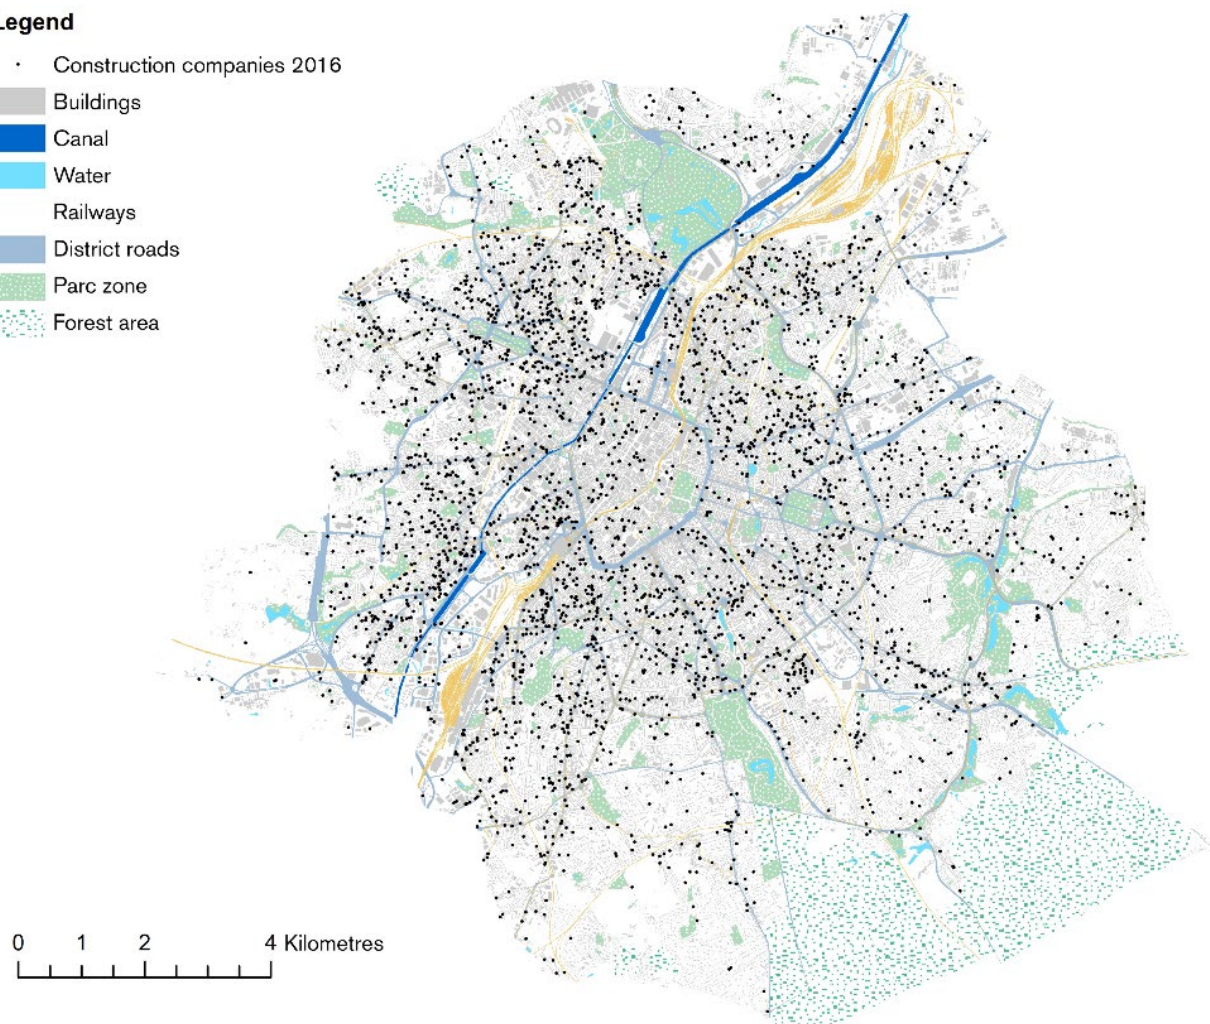 Legend
Construction companies 2016
Buildings
Canal
Water
Railways
District roads
Parc zone
Forest area
0 1 2 4 Kilometres